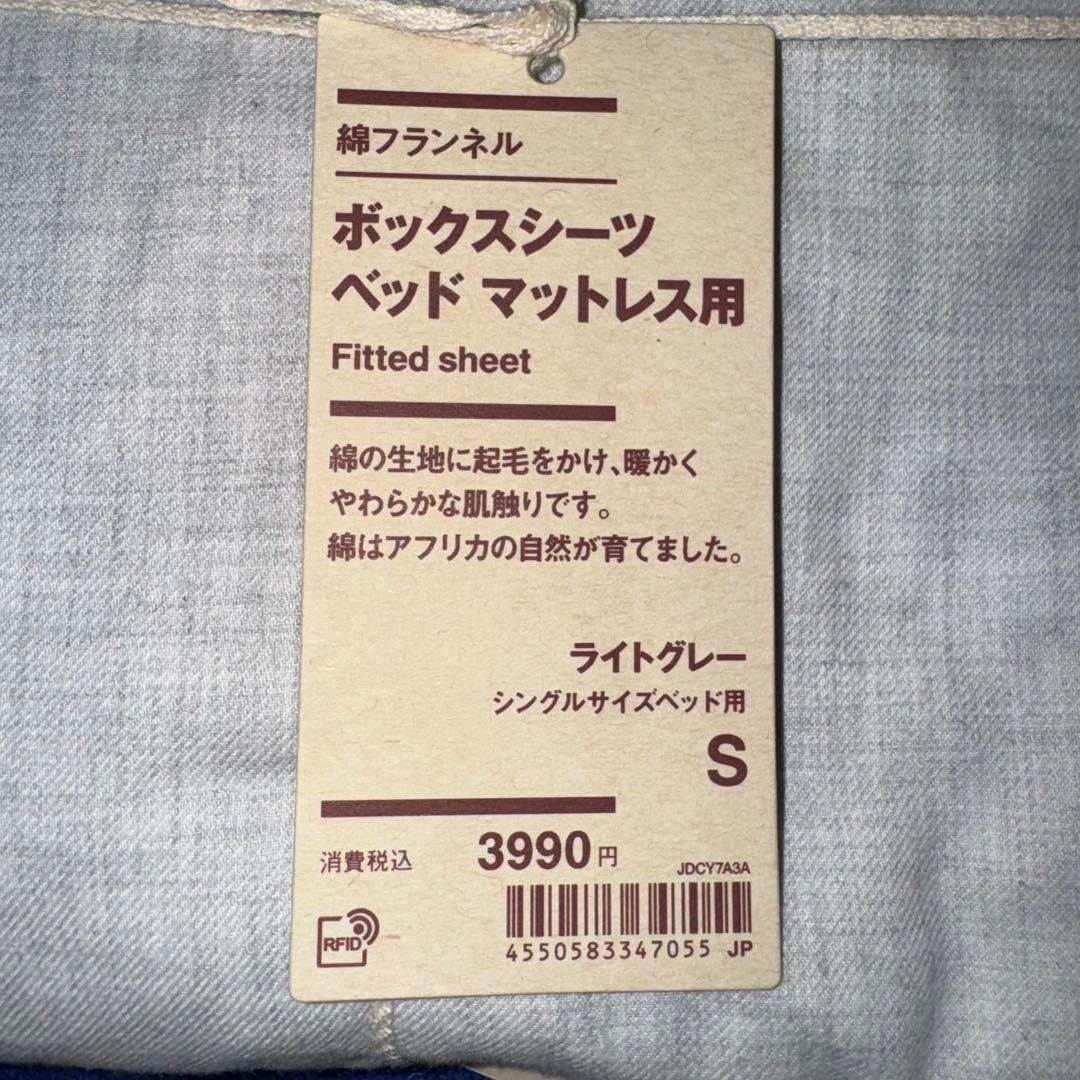 綿フランネル
ボックスシーツ
ベッド マットレス用
Fitted sheet
綿の生地に起毛をかけ、暖かく
やわらかな肌触りです。
綿はアフリカの自然が育てました。
ライトグレー
シングルサイズベッド用
S
消費税込 3990円
JDCY7A3A
RFID
4550583347055 JP